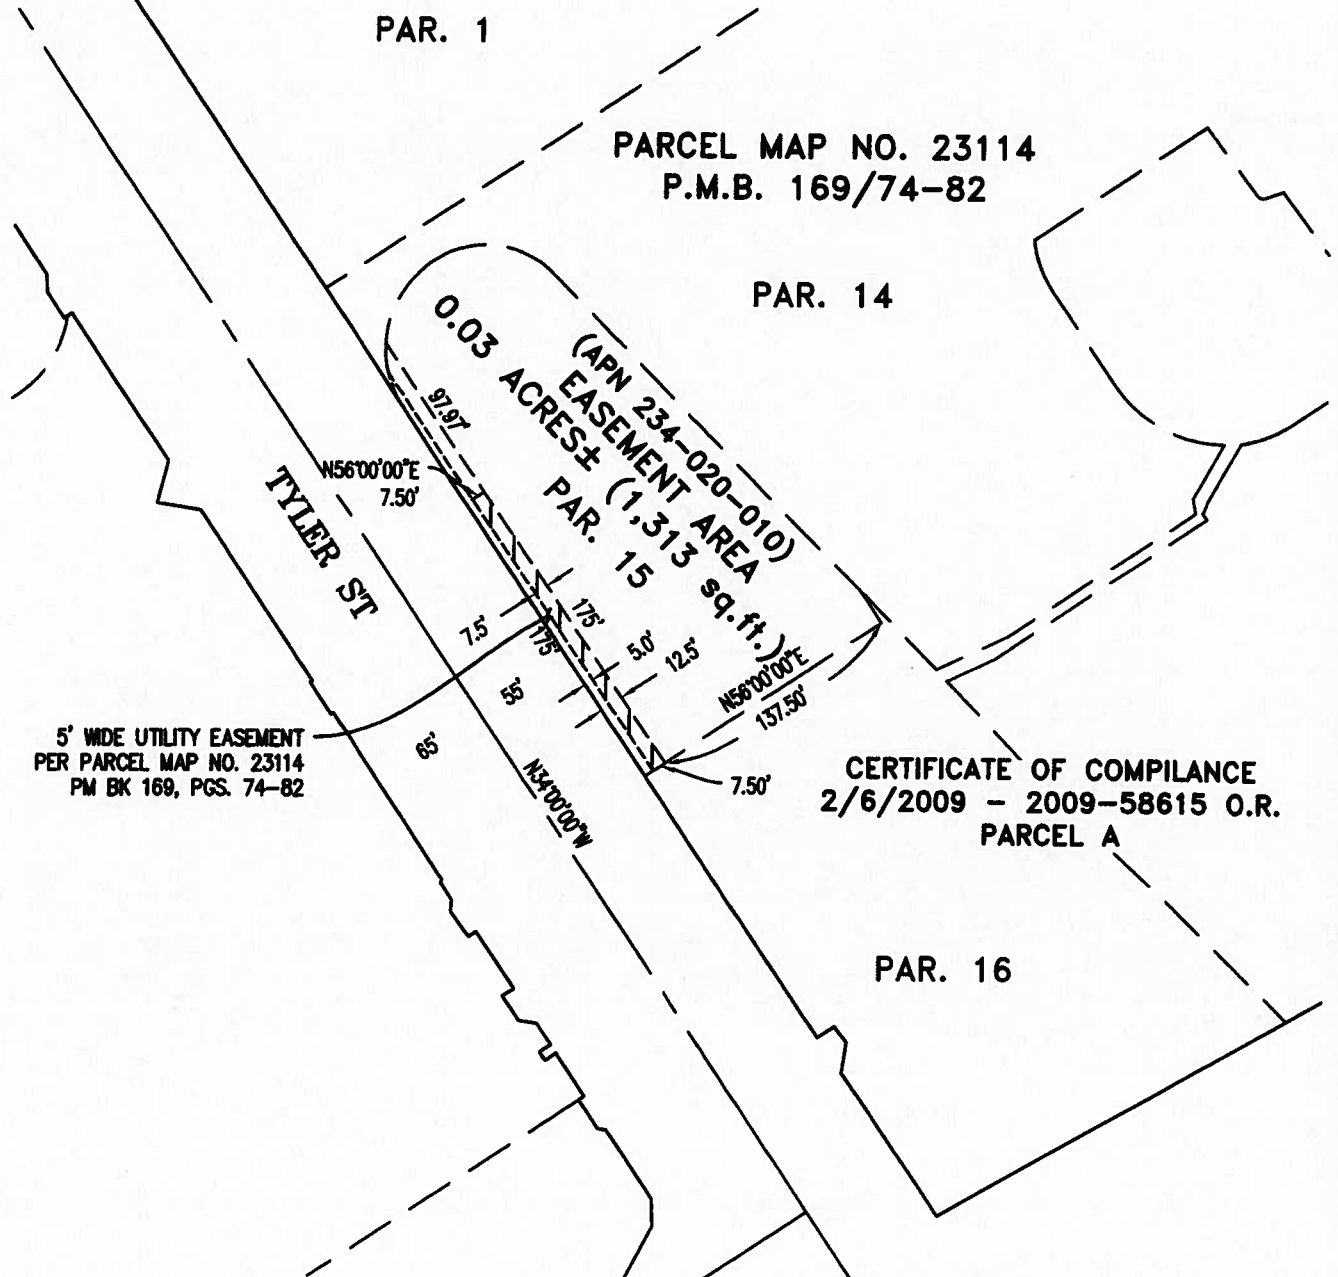 PAR. 1
PARCEL MAP NO. 23114
P.M.B. 169/74-82
PAR. 14
(APN 234-020-010)
EASEMENT AREA
0.03 ACRES± (1,313 sq.ft.)
PAR. 15
97.97'
N56°00'00"E
7.50'
TYLER ST
175'
7.5'
175'
5.0'
12.5'
55'
65'
N56°00'00"E
137.50'
7.50'
N34°00'00"W
5' WIDE UTILITY EASEMENT
PER PARCEL MAP NO. 23114
PM BK 169, PGS. 74-82
CERTIFICATE OF COMPILANCE
2/6/2009 - 2009-58615 O.R.
PARCEL A
PAR. 16